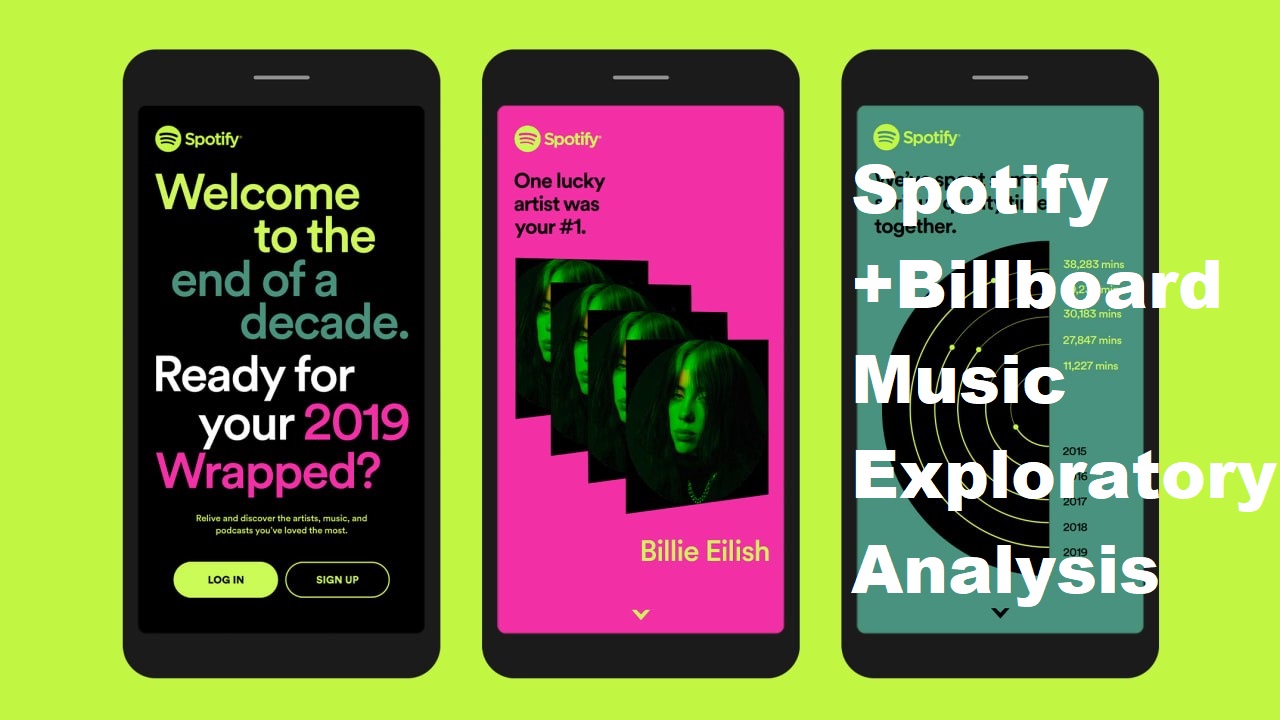 Spotify
Welcome
to the
end of a
decade.
Ready for
your 2019
Wrapped?
Relive and discover the artists, music, and
podcasts you've loved the most.
LOG IN
SIGN UP
Spotify
One lucky
artist was
your #1.
Billie Eilish
Spotify
together.
38,283 mins
30,183 mins
27,847 mins
11,227 mins
2015
2017
2018
2019
Spotify
+Billboard
Music
Exploratory
Analysis